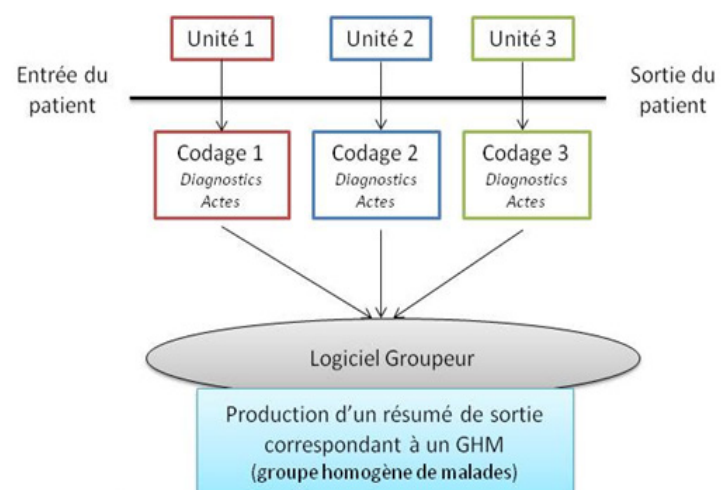 Unité 1
Unité 2
Unité 3
Entrée du
patient
Sortie du
patient
Codage 1
Diagnostics
Actes
Codage 2
Diagnostics
Actes
Codage 3
Diagnostics
Actes
Logiciel Groupeur
Production d'un résumé de sortie
correspondant à un GHM
(groupe homogène de malades)